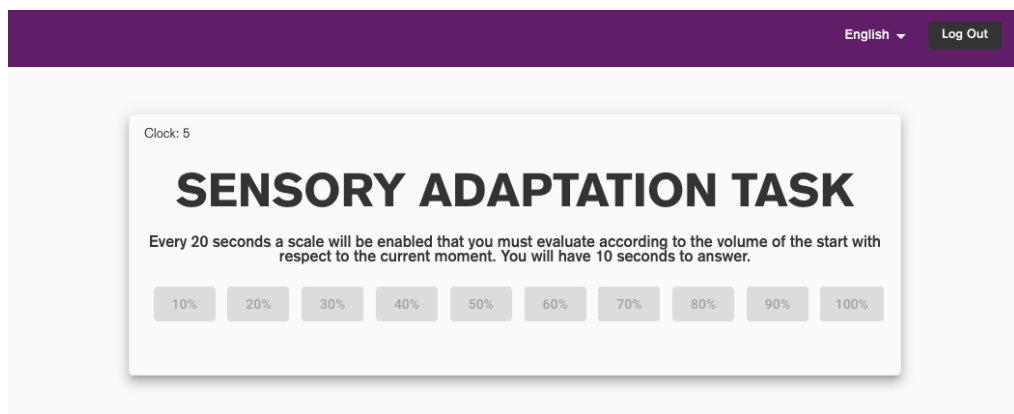 English
Log Out
Clock: 5
SENSORY ADAPTATION TASK
Every 20 seconds a scale will be enabled that you must evaluate according to the volume of the start with
respect to the current moment. You will have 10 seconds to answer.
10% 20% 30% 40% 50% 60% 70% 80% 90% 100%